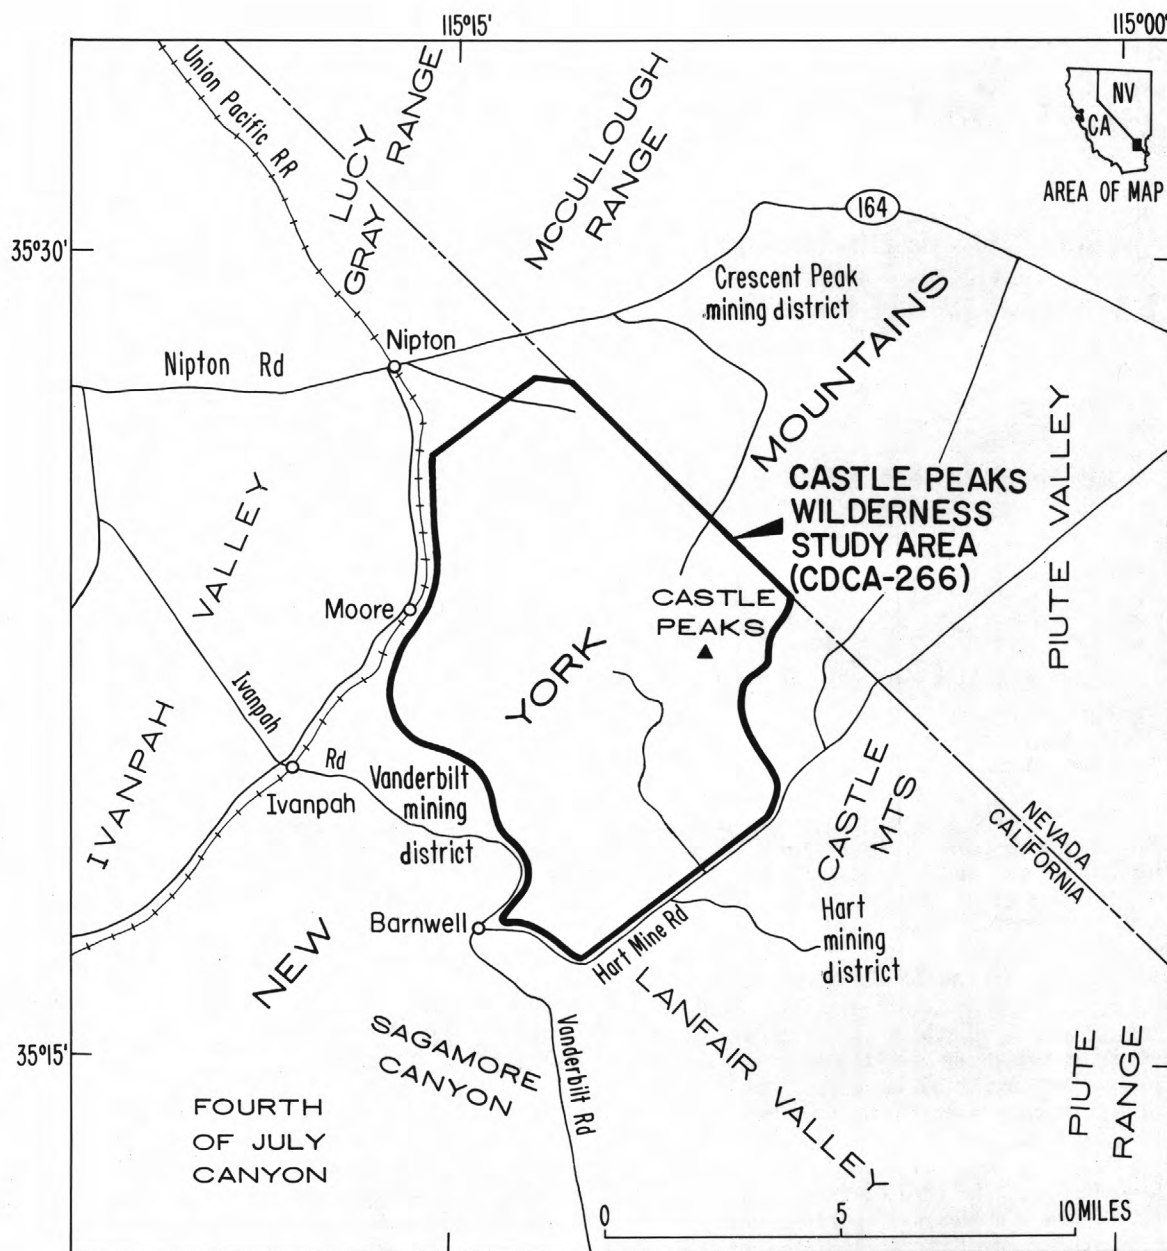 115°15'
115°00'
Union Pacific RR
LUCY
GRAY
RANGE
MCCULLOUGH
RANGE
NV
CA
AREA OF MAP
164
35°30'
Crescent Peak
mining district
Nipton
Nipton Rd
MOUNTAINS
PIUTE VALLEY
CASTLE PEAKS
WILDERNESS
STUDY AREA
(CDCA-266)
CASTLE
PEAKS
Moore
YORK
VALLEY
IVANPAH
Ivanpah
Rd
Ivanpah
Vanderbilt
mining
district
CASTLE
MTS
NEVADA
CALIFORNIA
Hart
mining
district
Barnwell
Hart Mine Rd
NEW
LANFAIR VALLEY
SAGAMORE
CANYON
Vanderbilt Rd
35°15'
PIUTE
RANGE
FOURTH
OF JULY
CANYON
0 5 10 MILES